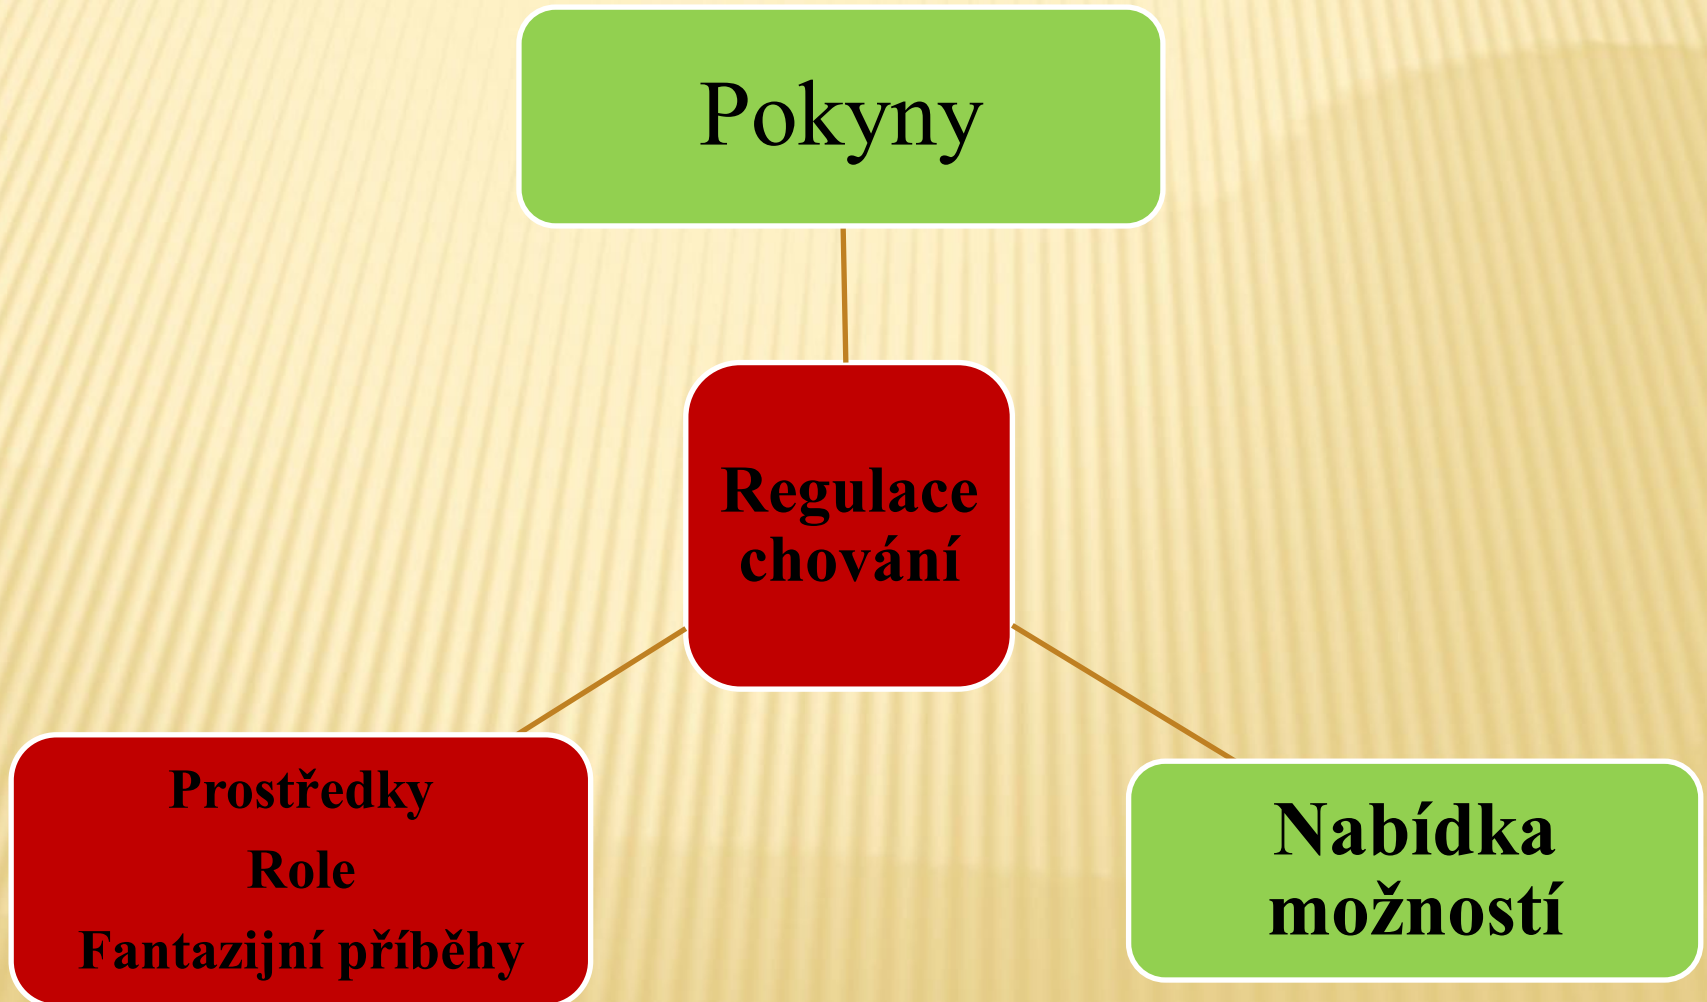 Pokyny
Regulace
chování
Prostředky
Role
Fantazijní příběhy
Nabídka
možností